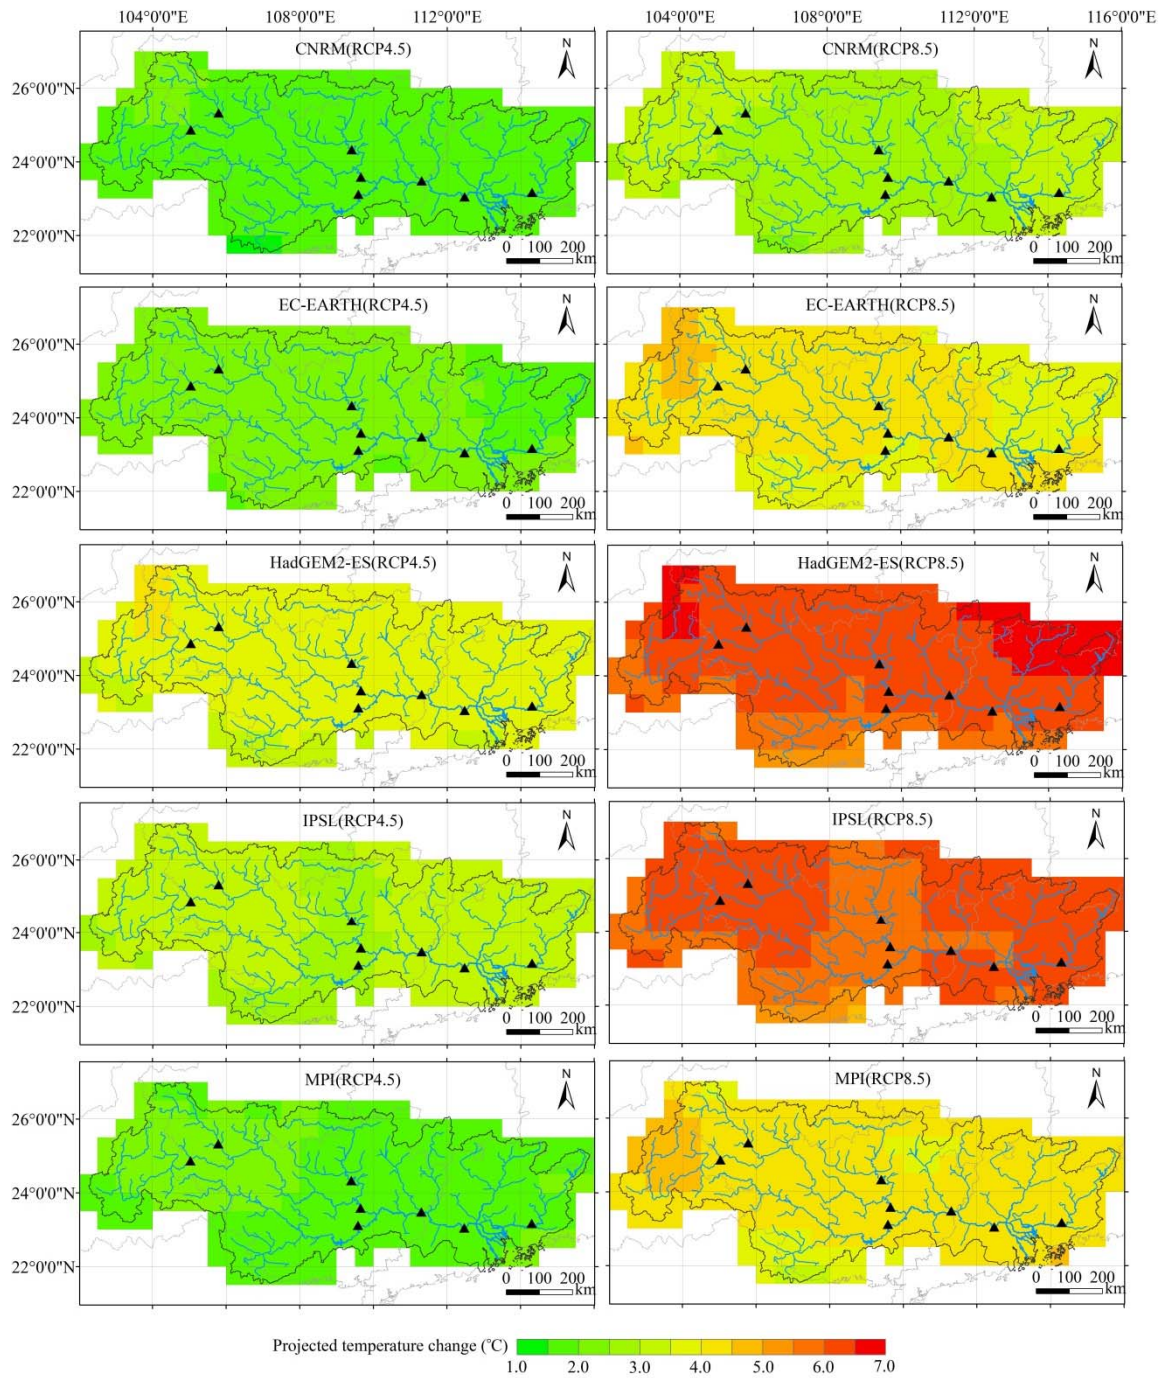 104°0'0"E 108°0'0"E 112°0'0"E 104°0'0"E 108°0'0"E 112°0'0"E 116°0'0"E
CNRM(RCP4.5) N CNRM(RCP8.5) N
26°0'0"N
24°0'0"N
22°0'0"N
0 100 200 0 100 200
km km
EC-EARTH(RCP4.5) N EC-EARTH(RCP8.5) N
26°0'0"N
24°0'0"N
22°0'0"N
0 100 200 0 100 200
km km
HadGEM2-ES(RCP4.5) N HadGEM2-ES(RCP8.5) N
26°0'0"N
24°0'0"N
22°0'0"N
0 100 200 0 100 200
km km
IPSL(RCP4.5) N IPSL(RCP8.5) N
26°0'0"N
24°0'0"N
22°0'0"N
0 100 200 0 100 200
km km
MPI(RCP4.5) N MPI(RCP8.5) N
26°0'0"N
24°0'0"N
22°0'0"N
0 100 200 0 100 200
km km
Projected temperature change (℃)
1.0 2.0 3.0 4.0 5.0 6.0 7.0